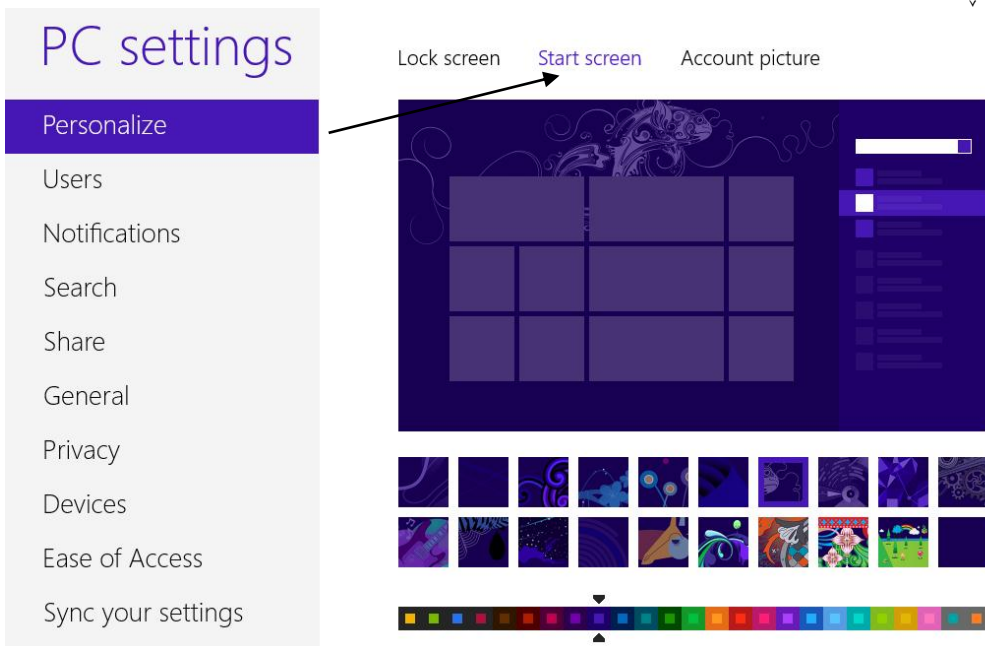 PC settings
Personalize
Users
Notifications
Search
Share
General
Privacy
Devices
Ease of Access
Sync your settings
Lock screen Start screen Account picture